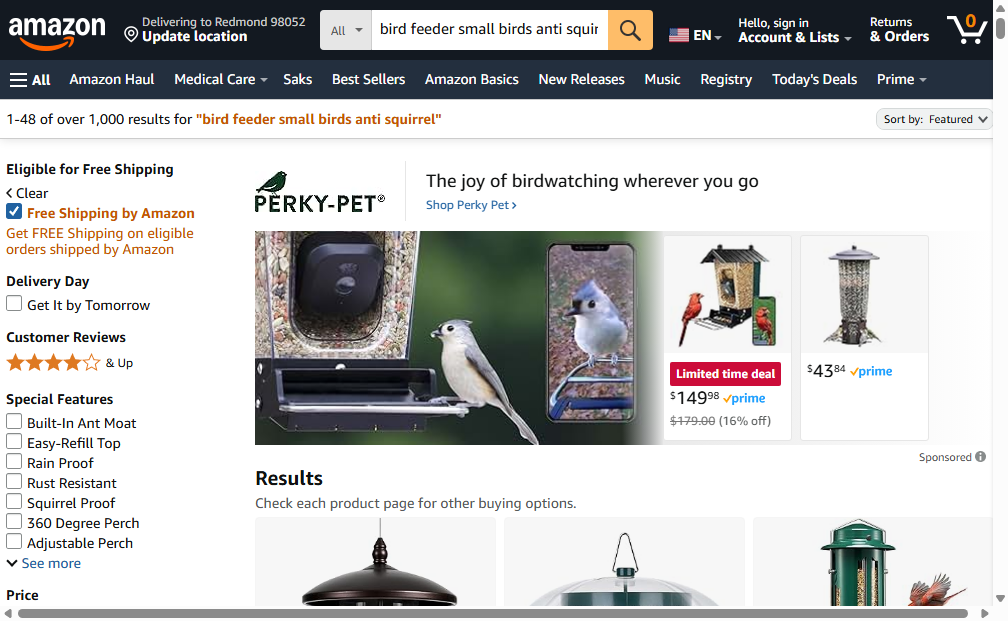 amazon
Delivering to Redmond 98052
Update location
All
bird feeder small birds anti squir
EN
Hello, sign in
Account & Lists
Returns
& Orders
0
All
Amazon Haul
Medical Care
Saks
Best Sellers
Amazon Basics
New Releases
Music
Registry
Today's Deals
Prime
1-48 of over 1,000 results for "bird feeder small birds anti squirrel"
Sort by: Featured
Eligible for Free Shipping
Clear
Free Shipping by Amazon
Get FREE Shipping on eligible
orders shipped by Amazon
Delivery Day
Get It by Tomorrow
Customer Reviews
& Up
Special Features
Built-In Ant Moat
Easy-Refill Top
Rain Proof
Rust Resistant
Squirrel Proof
360 Degree Perch
Adjustable Perch
See more
Price
PERKY-PET®
The joy of birdwatching wherever you go
Shop Perky Pet
Limited time deal
$149.98 prime
$179.00 (16% off)
$43.84 prime
Sponsored
Results
Check each product page for other buying options.